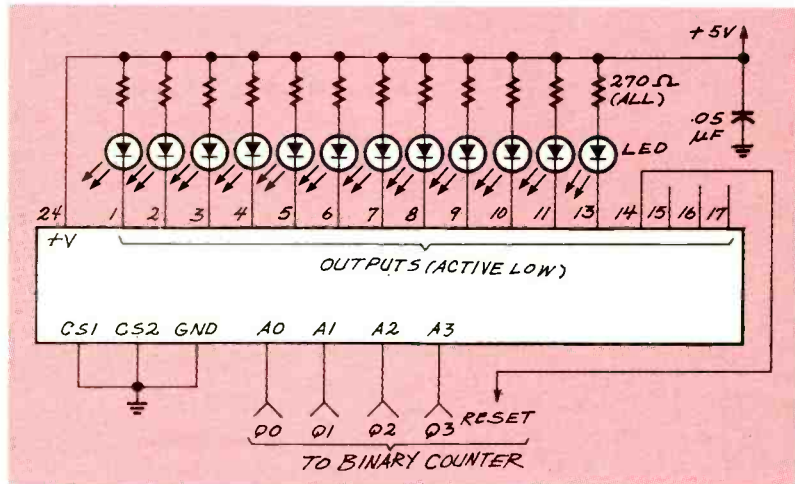 +5V
270Ω
(ALL)
.05
µF
LED
24 1 2 3 4 5 6 7 8 9 10 11 13 14 15 16 17
+V
OUTPUTS (ACTIVE LOW)
CS1 CS2 GND A0 A1 A2 A3
Q0 Q1 Q2 Q3 RESET
TO BINARY COUNTER